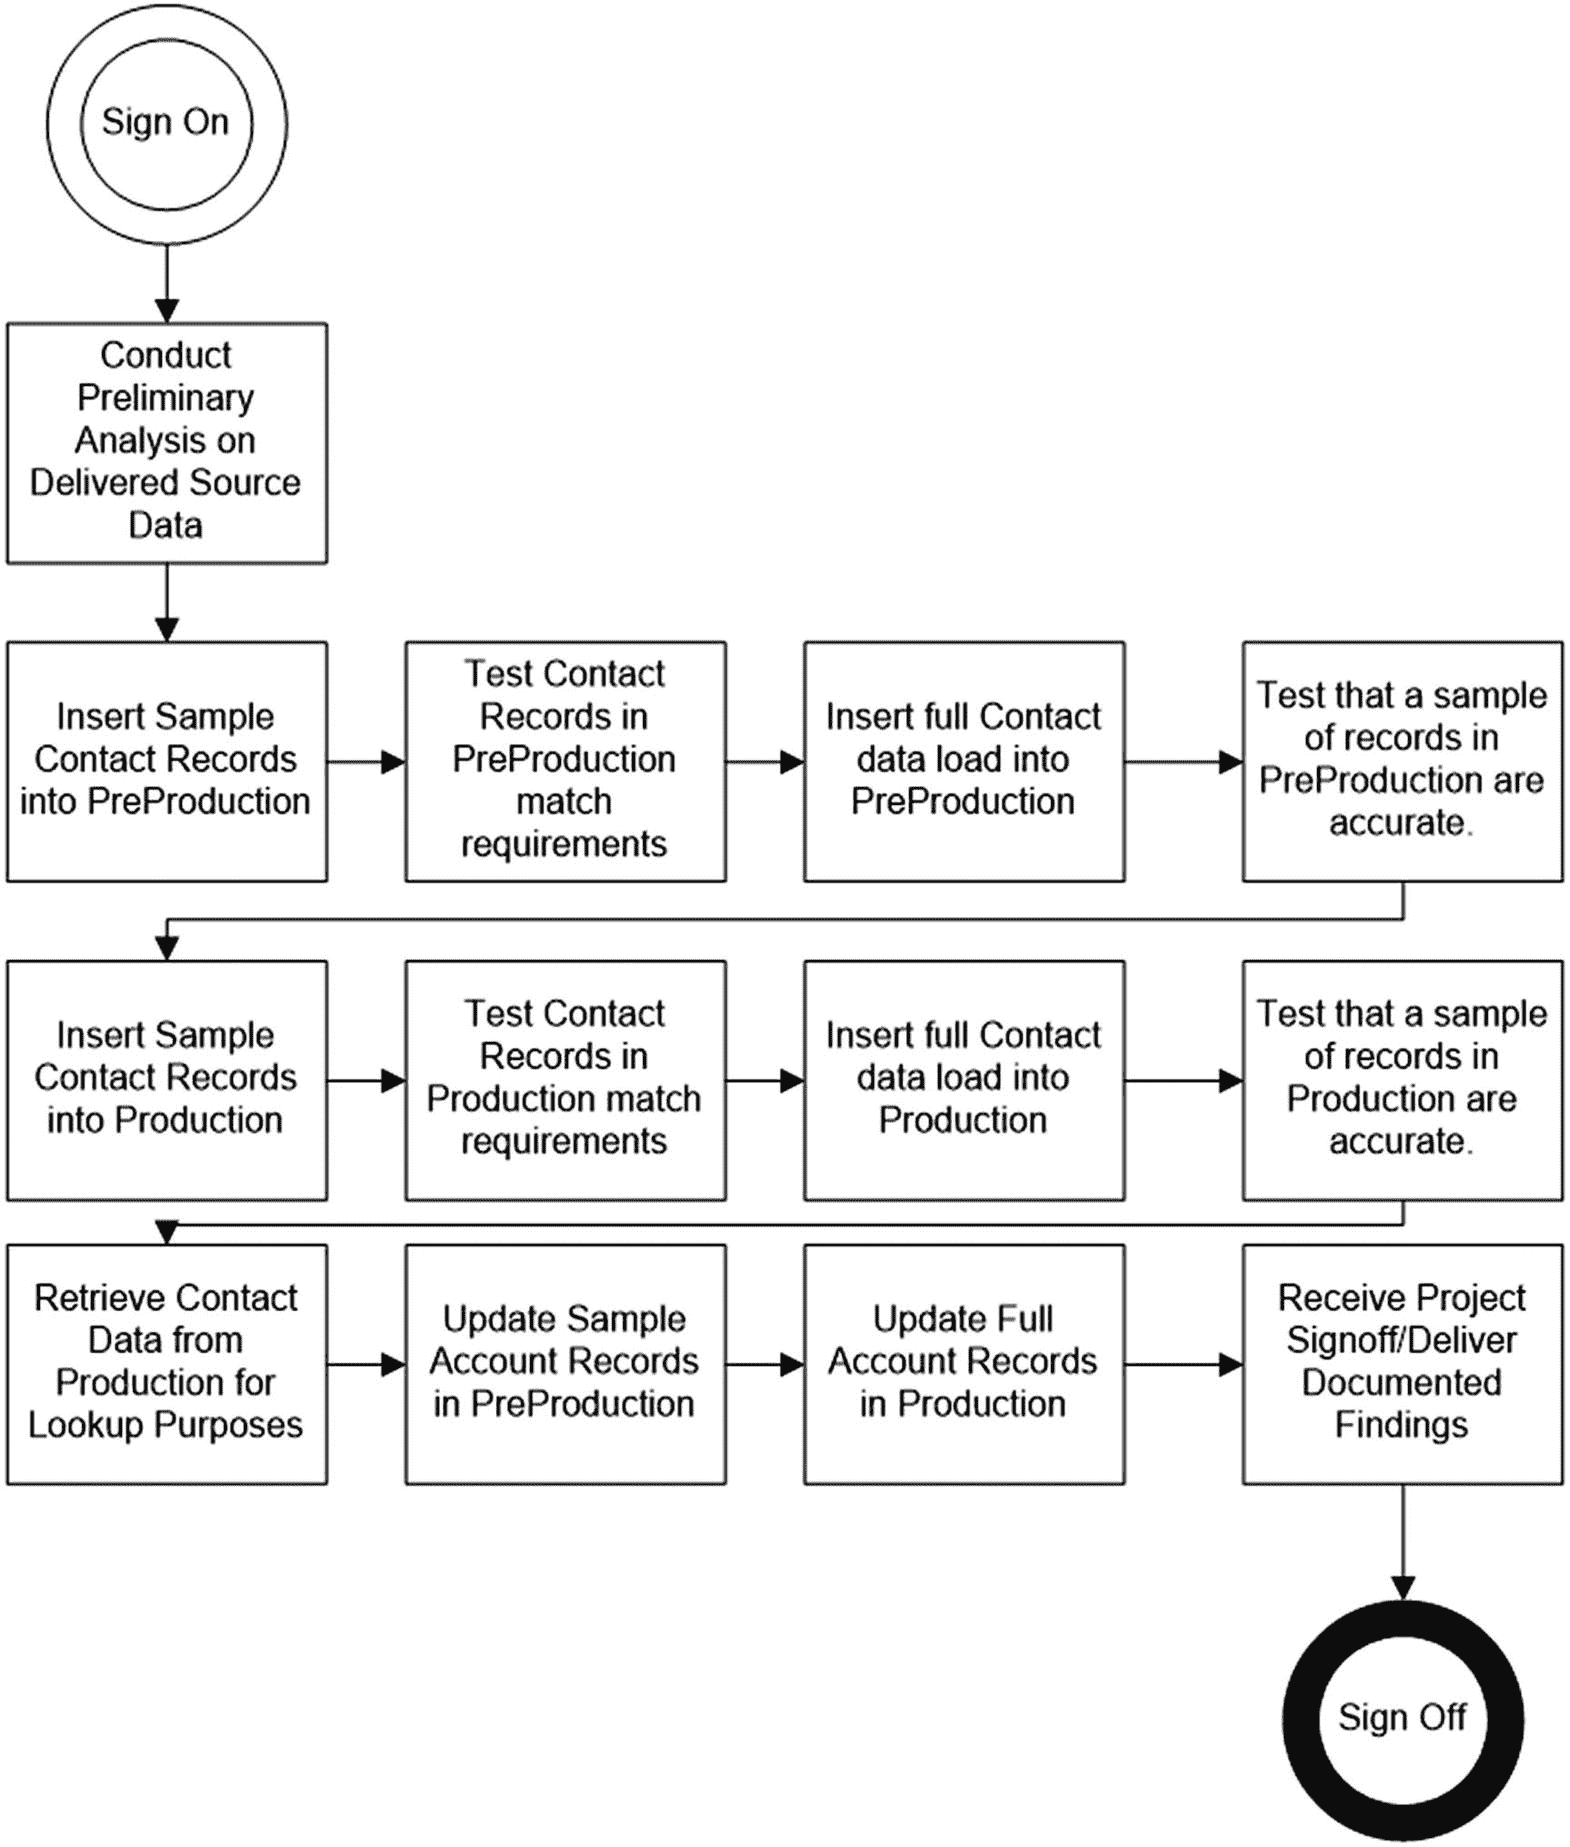 Sign On
Conduct
Preliminary
Analysis on
Delivered Source
Data
Insert Sample
Contact Records
into PreProduction
Test Contact
Records in
PreProduction
match
requirements
Insert full Contact
data load into
PreProduction
Test that a sample
of records in
PreProduction are
accurate.
Insert Sample
Contact Records
into Production
Test Contact
Records in
Production match
requirements
Insert full Contact
data load into
Production
Test that a sample
of records in
Production are
accurate.
Retrieve Contact
Data from
Production for
Lookup Purposes
Update Sample
Account Records
in PreProduction
Update Full
Account Records
in Production
Receive Project
Signoff/Deliver
Documented
Findings
Sign Off